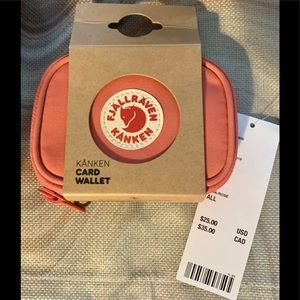 FJÄLLRÄVEN
KÅNKEN
KÅNKEN
CARD
WALLET
ALL
$25.00 USD
$35.00 CAD